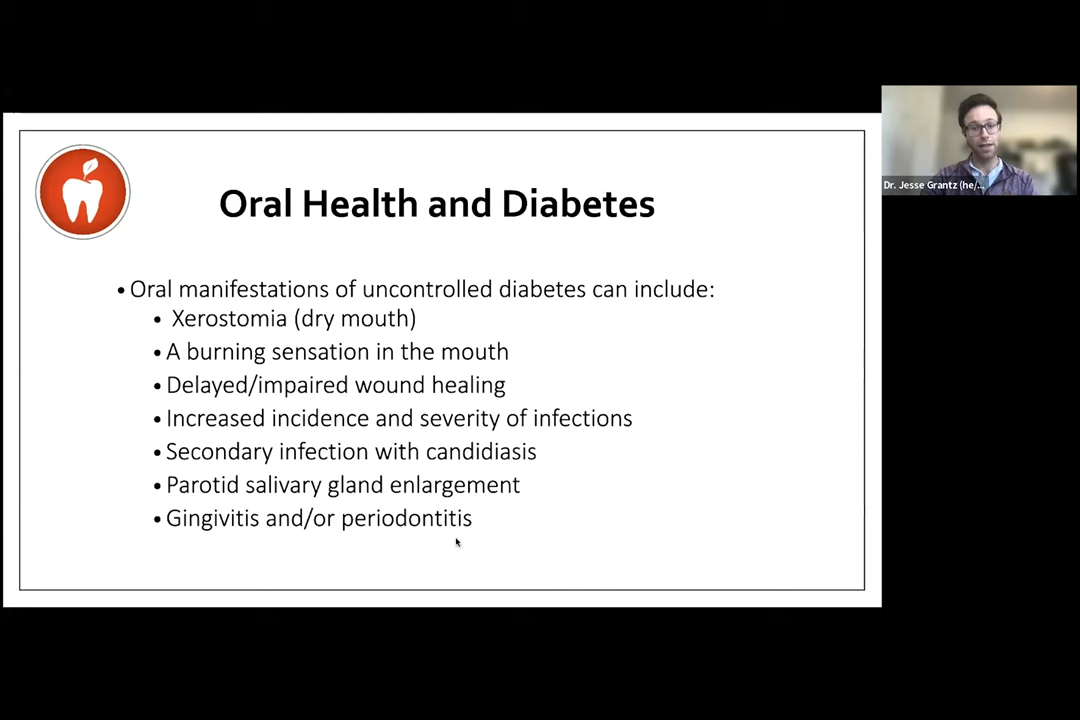 Oral Health and Diabetes
• Oral manifestations of uncontrolled diabetes can include:
• Xerostomia (dry mouth)
• A burning sensation in the mouth
• Delayed/impaired wound healing
• Increased incidence and severity of infections
• Secondary infection with candidiasis
• Parotid salivary gland enlargement
• Gingivitis and/or periodontitis
Dr. Jesse Grantz (he/...